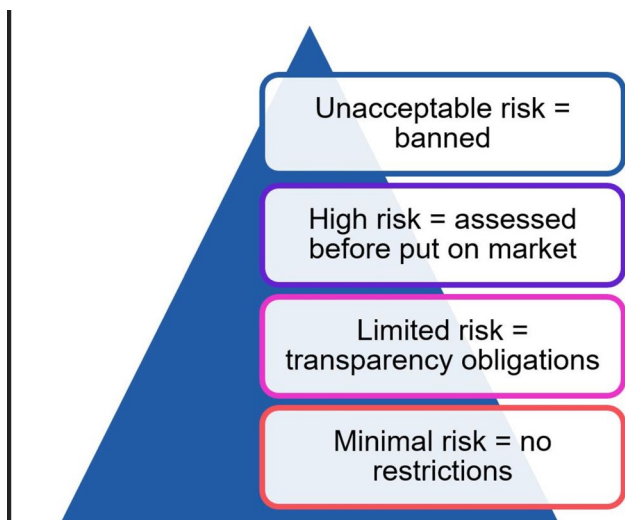 Unacceptable risk =
banned
High risk = assessed
before put on market
Limited risk =
transparency obligations
Minimal risk = no
restrictions